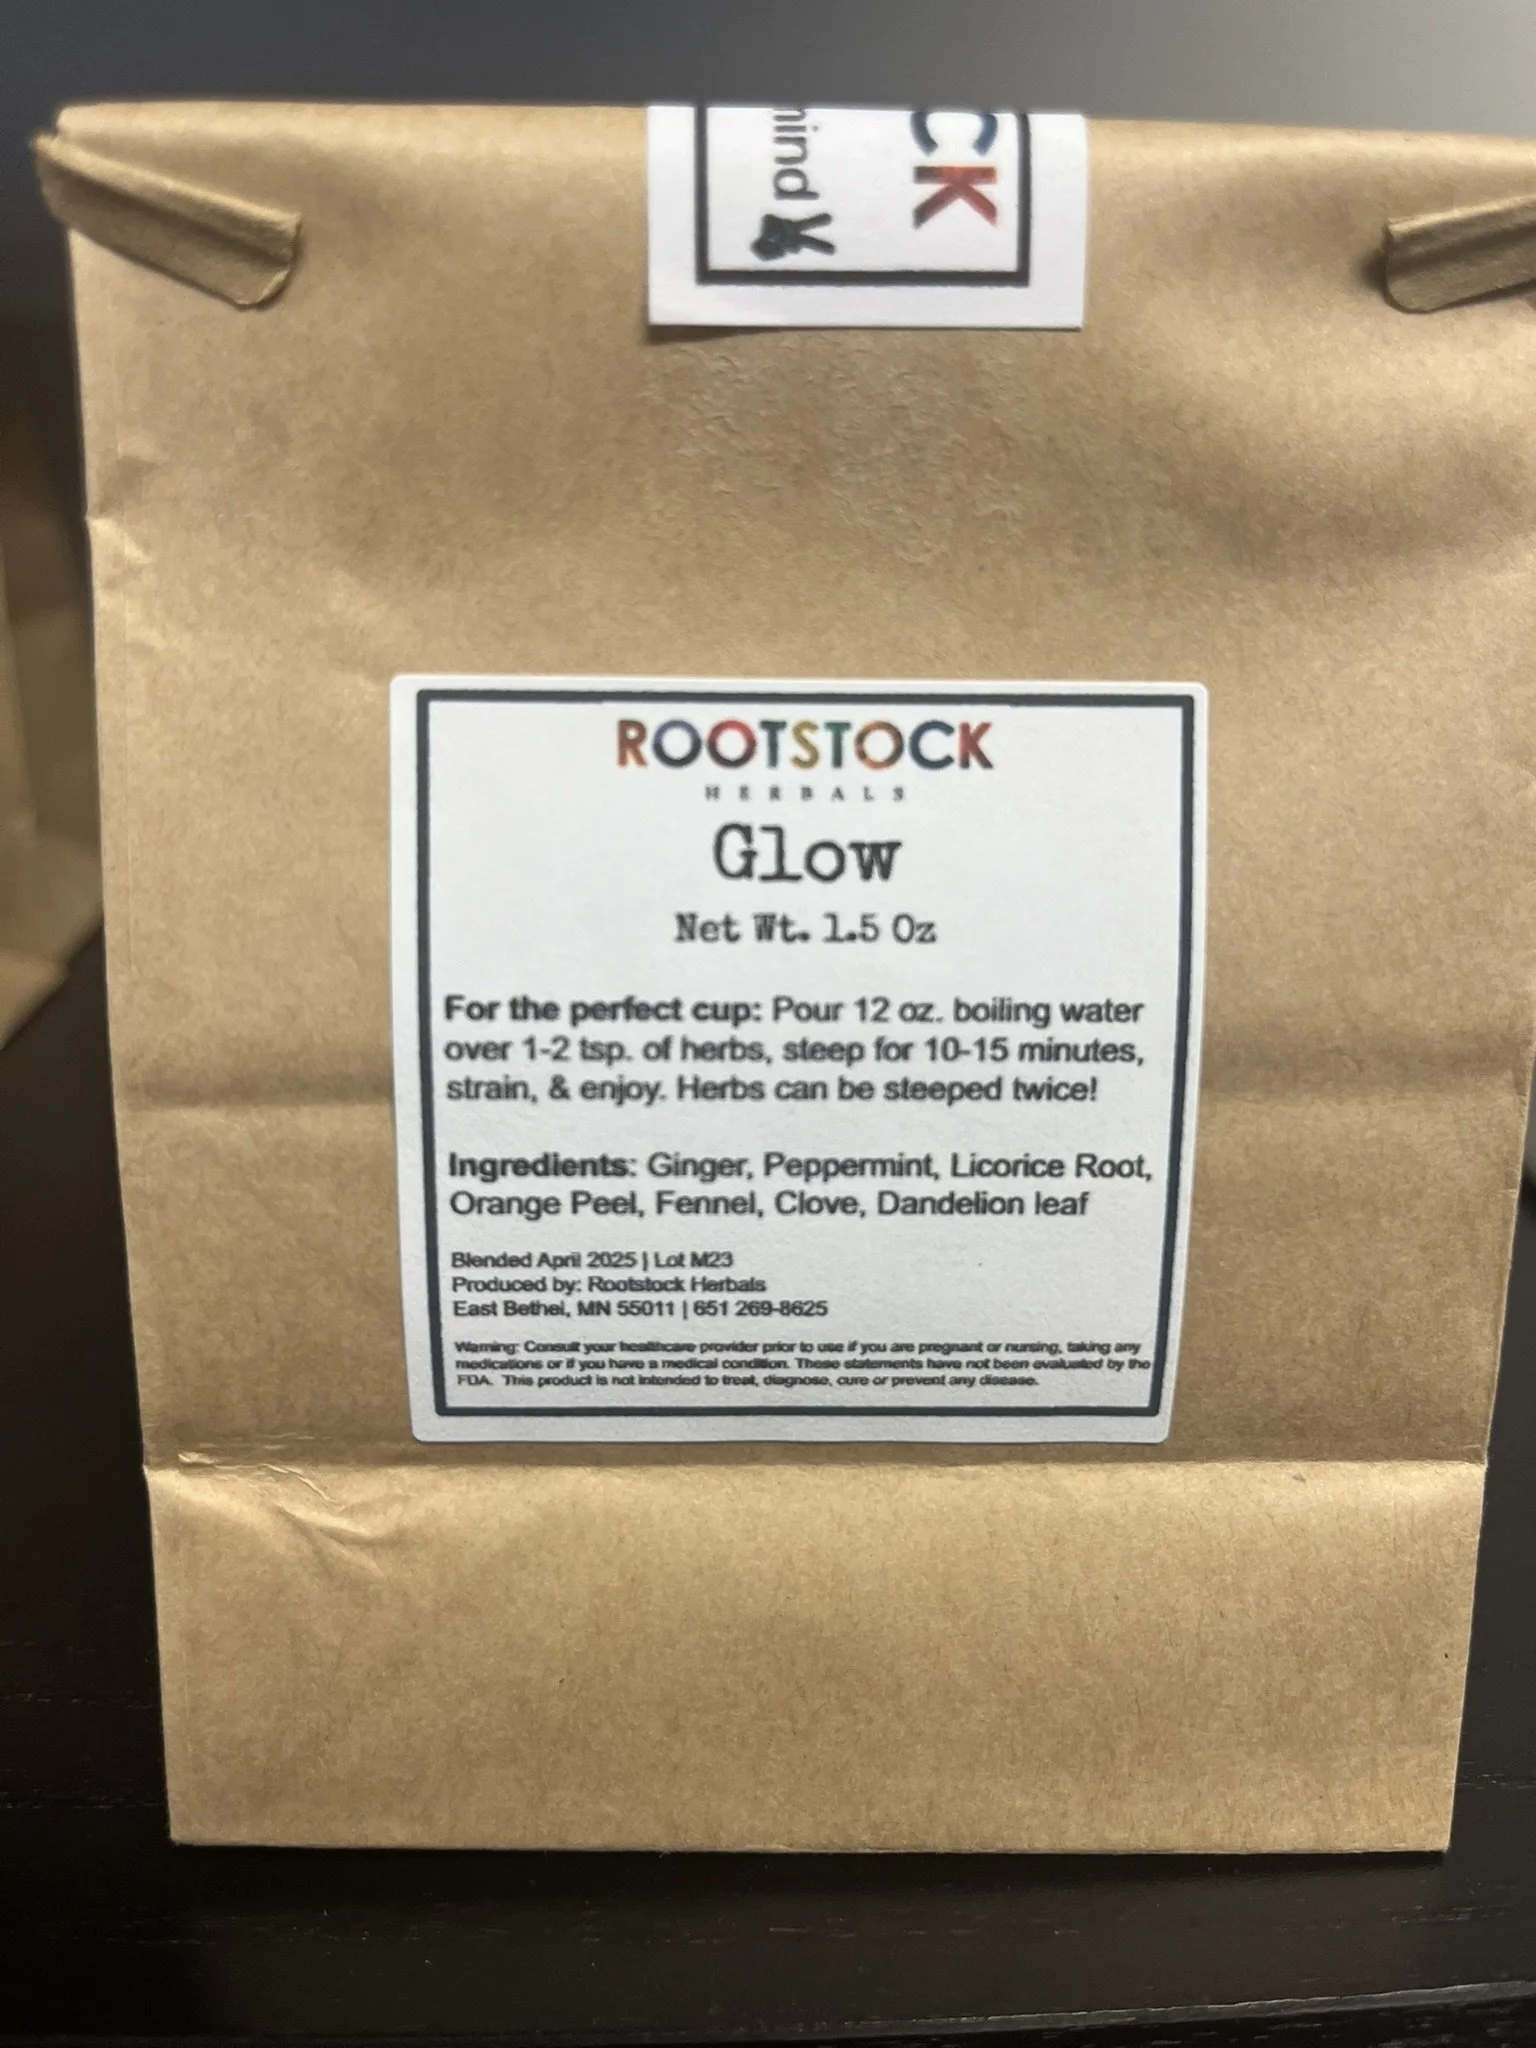 CK
ind
ROOTSTOCK
HERBALS
Glow
Net Wt. 1.5 Oz
For the perfect cup: Pour 12 oz. boiling water
over 1-2 tsp. of herbs, steep for 10-15 minutes,
strain, & enjoy. Herbs can be steeped twice!
Ingredients: Ginger, Peppermint, Licorice Root,
Orange Peel, Fennel, Clove, Dandelion leaf
Blended April 2025 | Lot M23
Produced by: Rootstock Herbals
East Bethel, MN 55011 | 651 269-8625
Warning: Consult your healthcare provider prior to use if you are pregnant or nursing, taking any
medications or if you have a medical condition. These statements have not been evaluated by the
FDA. This product is not intended to treat, diagnose, cure or prevent any disease.